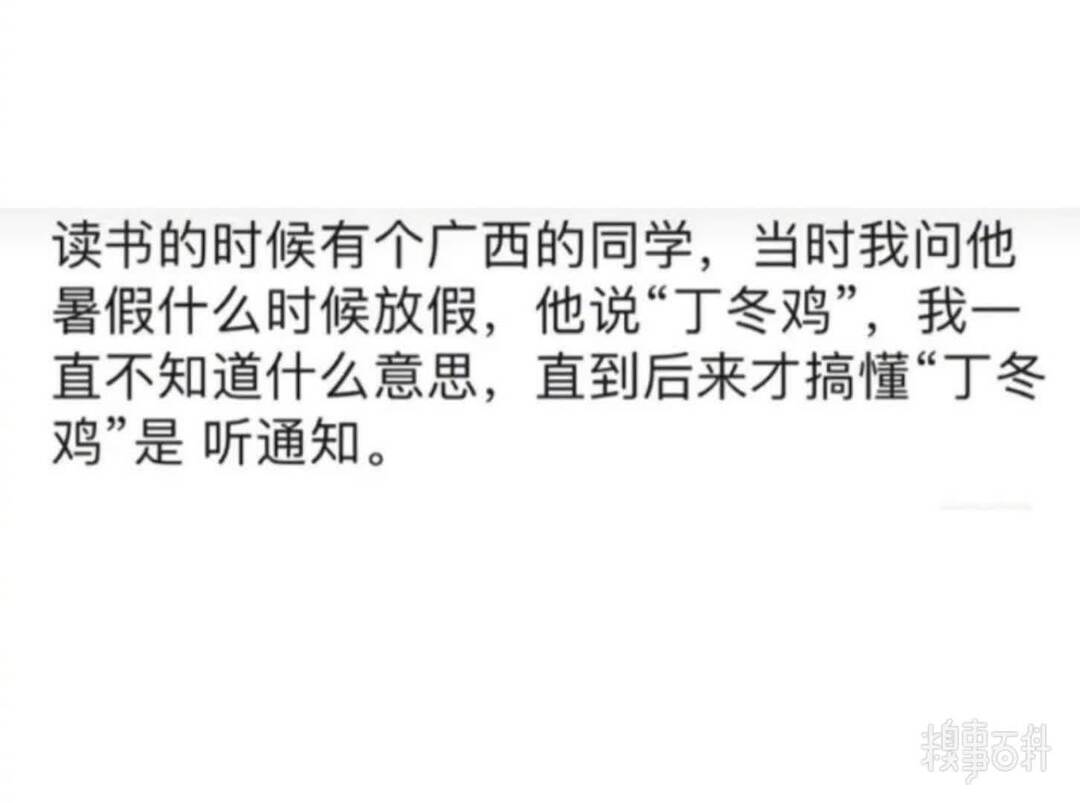 读书的时候有个广西的同学，当时我问他
暑假什么时候放假，他说“丁冬鸡”，我一
直不知道什么意思，直到后来才搞懂“丁冬
鸡”是 听通知。
糗事百科